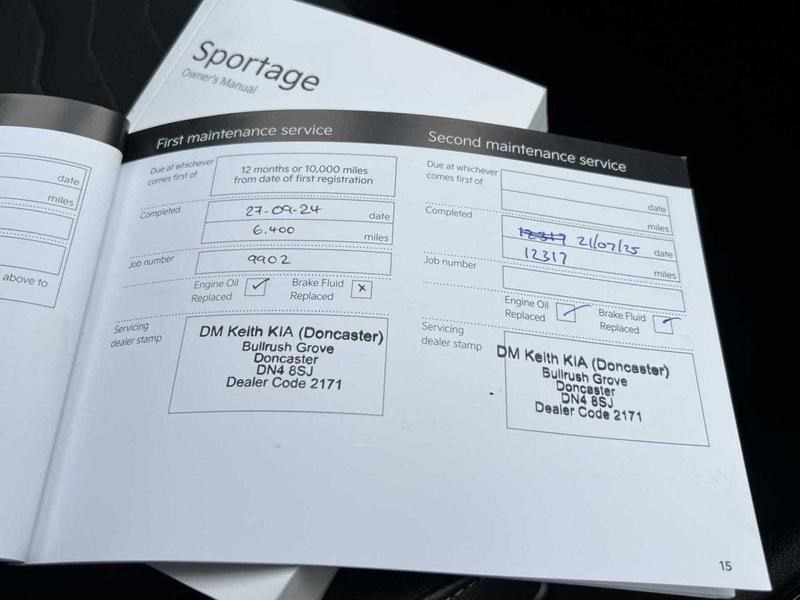 Sportage
Owner's Manual
date
miles
above to
First maintenance service
Due at whichever
comes first of
12 months or 10,000 miles
from date of first registration
Completed
27-09-24 date
6.400 miles
Job number
9902
Engine Oil
Replaced
Brake Fluid
Replaced
Servicing
dealer stamp
DM Keith KIA (Doncaster)
Bullrush Grove
Doncaster
DN4 8SJ
Dealer Code 2171
Second maintenance service
Due at whichever
comes first of
date
miles
Completed
12317 21/07/25 date
12317 miles
Job number
Engine Oil
Replaced
Brake Fluid
Replaced
Servicing
dealer stamp
DM Keith KIA (Doncaster)
Bullrush Grove
Doncaster
DN4 8SJ
Dealer Code 2171
15